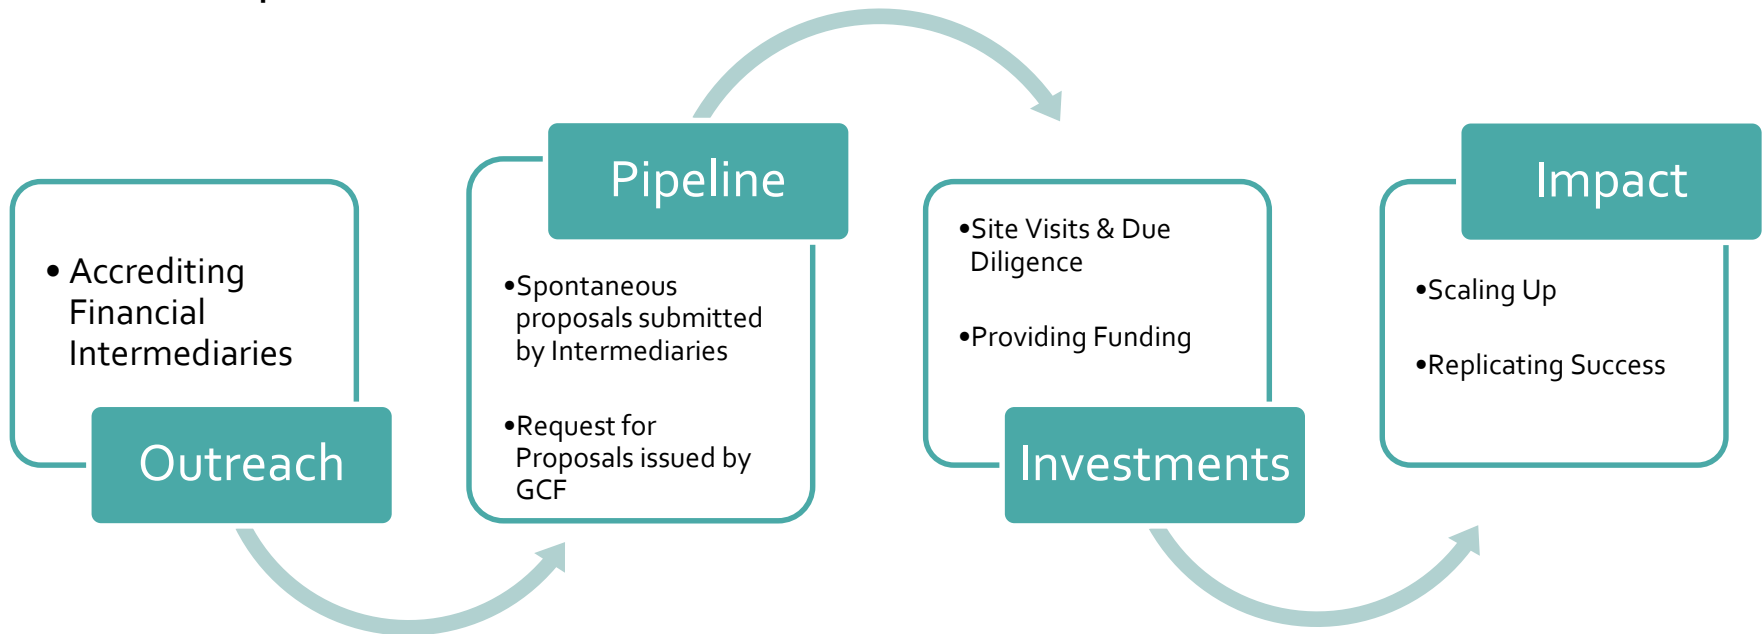 • Accrediting
Financial
Intermediaries
Outreach
Pipeline
•Spontaneous
proposals submitted
by Intermediaries
•Request for
Proposals issued by
GCF
•Site Visits & Due
Diligence
•Providing Funding
Investments
Impact
•Scaling Up
•Replicating Success